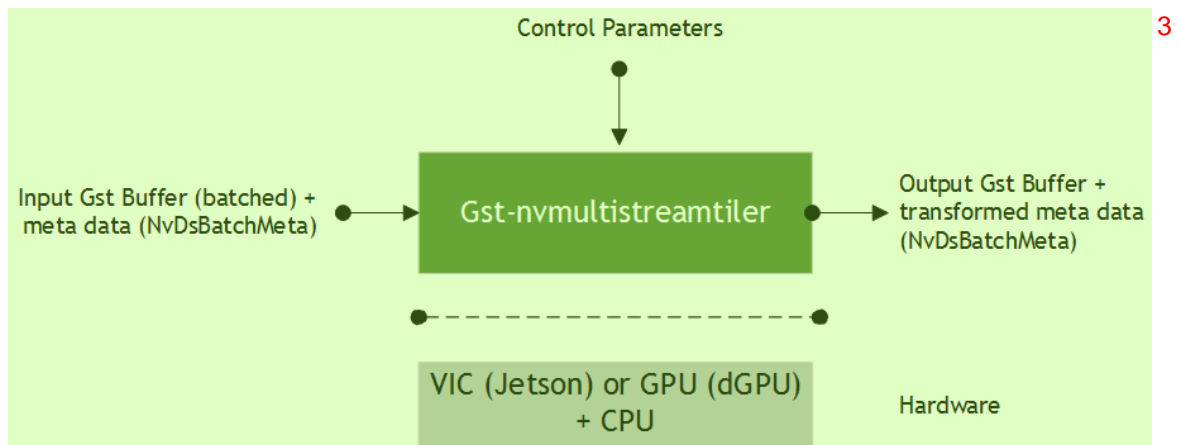 Control Parameters
3
Input Gst Buffer (batched) +
meta data (NvDsBatchMeta)
Gst-nvmultistreamtiler
Output Gst Buffer +
transformed meta data
(NvDsBatchMeta)
VIC (Jetson) or GPU (dGPU)
+ CPU
Hardware